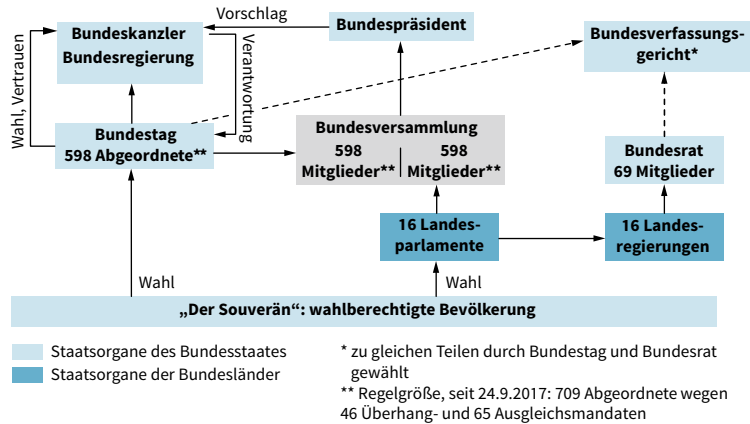 Vorschlag
Bundeskanzler
Bundesregierung
Bundespräsident
Bundesverfassungs-
gericht*
Wahl, Vertrauen
Verantwortung
Bundestag
598 Abgeordnete**
Bundesversammlung
598 598
Mitglieder** Mitglieder**
Bundesrat
69 Mitglieder
16 Landes-
parlamente
16 Landes-
regierungen
Wahl Wahl
„Der Souverän“: wahlberechtigte Bevölkerung
Staatsorgane des Bundesstaates
Staatsorgane der Bundesländer
* zu gleichen Teilen durch Bundestag und Bundesrat
gewählt
** Regelgröße, seit 24.9.2017: 709 Abgeordnete wegen
46 Überhang- und 65 Ausgleichsmandaten